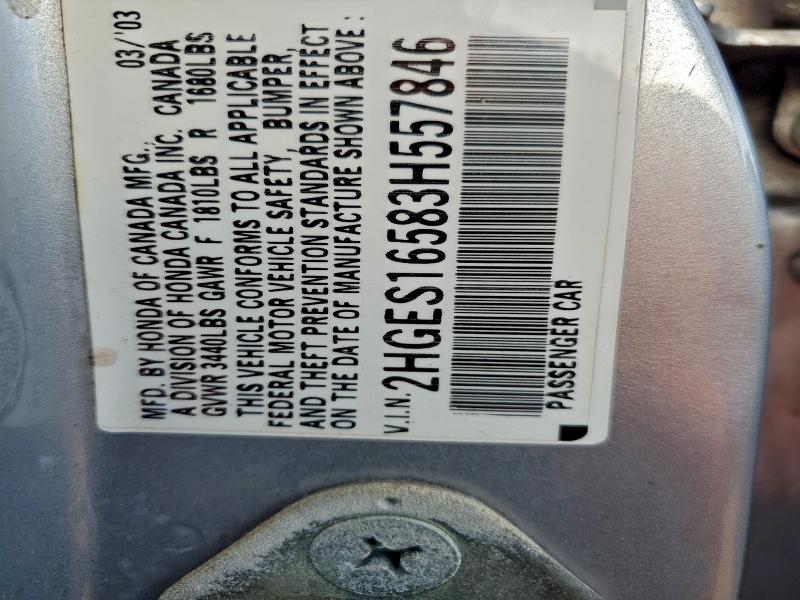 MFD. BY HONDA OF CANADA MFG., 03/'03
A DIVISION OF HONDA CANADA INC. CANADA
GVWR 3440LBS GAWR F 1810LBS R 1680LBS
THIS VEHICLE CONFORMS TO ALL APPLICABLE
FEDERAL MOTOR VEHICLE SAFETY, BUMPER,
AND THEFT PREVENTION STANDARDS IN EFFECT
ON THE DATE OF MANUFACTURE SHOWN ABOVE :
V.I.N. 2HGES16583H557846
PASSENGER CAR